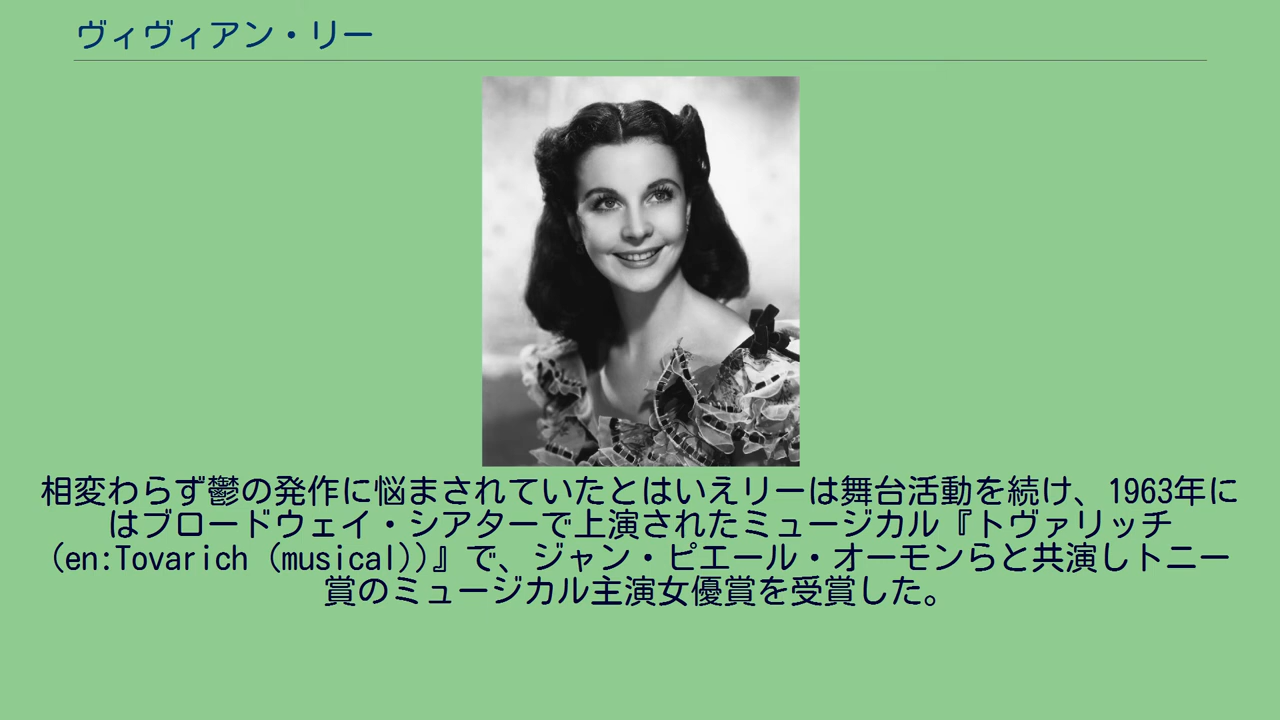 ヴィヴィアン・リー
相変わらず鬱の発作に悩まされていたとはいえリーは舞台活動を続け、1963年に
はブロードウェイ・シアターで上演されたミュージカル『トヴァリッチ
(en:Tovarich (musical))』で、ジャン・ピエール・オーモンらと共演しトニー
賞のミュージカル主演女優賞を受賞した。